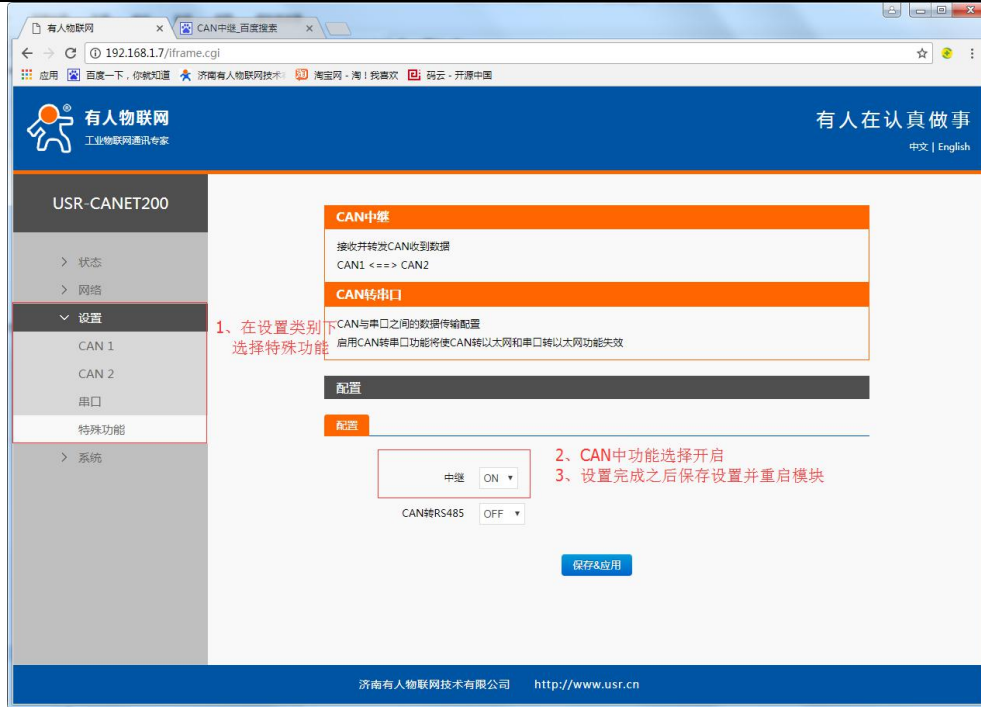 有人物联网
CAN中继_百度搜索
192.168.1.7/iframe.cgi
应用
百度一下,你就知道
济南有人物联网技术
淘宝网 - 淘!我喜欢
码云 - 开源中国
有人物联网
工业物联网通讯专家
有人在认真做事
中文 | English
USR-CANET200
状态
网络
设置
CAN 1
CAN 2
串口
特殊功能
系统
1、在设置类别下
选择特殊功能
CAN中继
接收并转发CAN收到数据
CAN1 <==> CAN2
CAN转串口
CAN与串口之间的数据传输配置
启用CAN转串口功能将使CAN转以太网和串口转以太网功能失效
配置
配置
中继 ON
2、CAN中功能选择开启
3、设置完成之后保存设置并重启模块
CAN转RS485 OFF
保存&应用
济南有人物联网技术有限公司 http://www.usr.cn